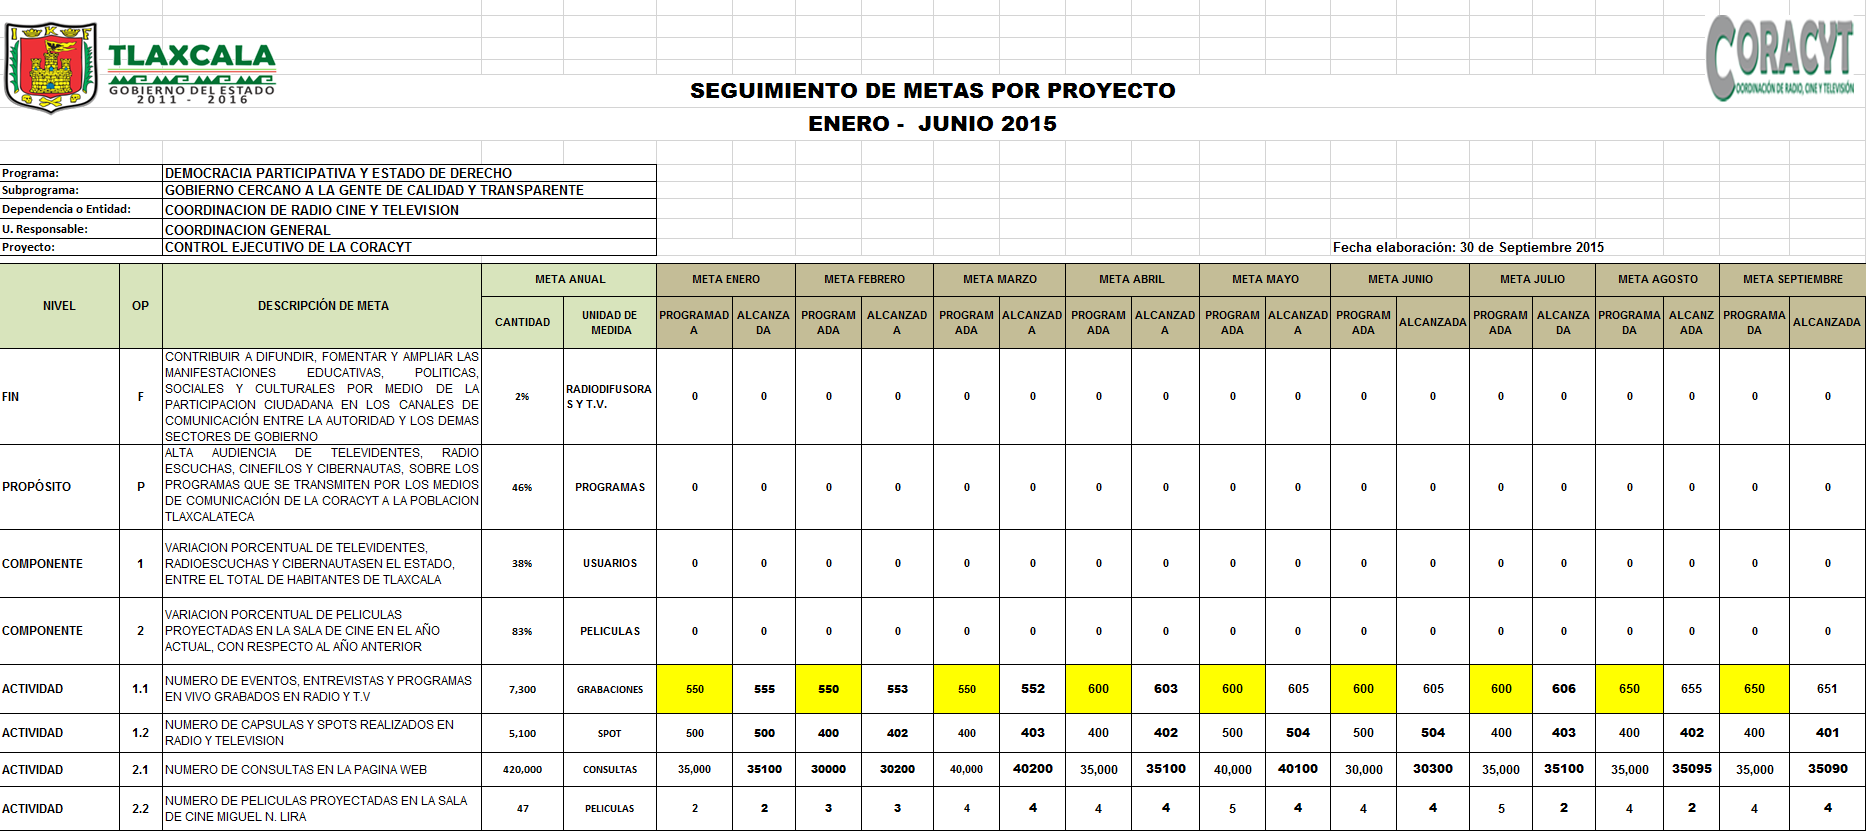 I K F
TLAXCALA
GOBIERNO DEL ESTADO
2011 - 2016
CORACYT
COORDINACIÓN DE RADIO, CINE Y TELEVISIÓN
SEGUIMIENTO DE METAS POR PROYECTO
ENERO - JUNIO 2015
Programa: DEMOCRACIA PARTICIPATIVA Y ESTADO DE DERECHO
Subprograma: GOBIERNO CERCANO A LA GENTE DE CALIDAD Y TRANSPARENTE
Dependencia o Entidad: COORDINACION DE RADIO CINE Y TELEVISION
U. Responsable: COORDINACION GENERAL
Proyecto: CONTROL EJECUTIVO DE LA CORACYT
Fecha elaboración: 30 de Septiembre 2015
NIVEL OP DESCRIPCIÓN DE META META ANUAL META ENERO META FEBRERO META MARZO META ABRIL META MAYO META JUNIO META JULIO META AGOSTO META SEPTIEMBRE
CANTIDAD UNIDAD DE MEDIDA PROGRAMADA ALCANZADA PROGRAMADA ALCANZADA PROGRAMADA ALCANZADA PROGRAMADA ALCANZADA PROGRAMADA ALCANZADA PROGRAMADA ALCANZADA PROGRAMADA ALCANZADA PROGRAMADA ALCANZADA PROGRAMADA ALCANZADA
FIN F
CONTRIBUIR A DIFUNDIR, FOMENTAR Y AMPLIAR LAS
MANIFESTACIONES EDUCATIVAS, POLITICAS,
SOCIALES Y CULTURALES POR MEDIO DE LA
PARTICIPACION CIUDADANA EN LOS CANALES DE
COMUNICACIÓN ENTRE LA AUTORIDAD Y LOS DEMAS
SECTORES DE GOBIERNO
2% RADIODIFUSORAS Y T.V. 0 0 0 0 0 0 0 0 0 0 0 0 0 0 0 0 0 0
PROPÓSITO P
ALTA AUDIENCIA DE TELEVIDENTES, RADIO
ESCUCHAS, CINEFILOS Y CIBERNAUTAS, SOBRE LOS
PROGRAMAS QUE SE TRANSMITEN POR LOS MEDIOS
DE COMUNICACIÓN DE LA CORACYT A LA POBLACION
TLAXCALATECA
46% PROGRAMAS 0 0 0 0 0 0 0 0 0 0 0 0 0 0 0 0 0 0
COMPONENTE 1
VARIACION PORCENTUAL DE TELEVIDENTES,
RADIOESCUCHAS Y CIBERNAUTASEN EL ESTADO,
ENTRE EL TOTAL DE HABITANTES DE TLAXCALA
38% USUARIOS 0 0 0 0 0 0 0 0 0 0 0 0 0 0 0 0 0 0
COMPONENTE 2
VARIACION PORCENTUAL DE PELICULAS
PROYECTADAS EN LA SALA DE CINE EN EL AÑO
ACTUAL, CON RESPECTO AL AÑO ANTERIOR
83% PELICULAS 0 0 0 0 0 0 0 0 0 0 0 0 0 0 0 0 0 0
ACTIVIDAD 1.1
NUMERO DE EVENTOS, ENTREVISTAS Y PROGRAMAS
EN VIVO GRABADOS EN RADIO Y T.V
7,300 GRABACIONES 550 555 550 553 550 552 600 603 600 605 600 605 600 606 650 655 650 651
ACTIVIDAD 1.2
NUMERO DE CAPSULAS Y SPOTS REALIZADOS EN
RADIO Y TELEVISION
5,100 SPOT 500 500 400 402 400 403 400 402 500 504 500 504 400 403 400 402 400 401
ACTIVIDAD 2.1 NUMERO DE CONSULTAS EN LA PAGINA WEB 420,000 CONSULTAS 35,000 35100 30000 30200 40,000 40200 35,000 35100 40,000 40100 30,000 30300 35,000 35100 35,000 35095 35,000 35090
ACTIVIDAD 2.2
NUMERO DE PELICULAS PROYECTADAS EN LA SALA
DE CINE MIGUEL N. LIRA
47 PELICULAS 2 2 3 3 4 4 4 4 5 4 4 4 5 2 4 2 4 4